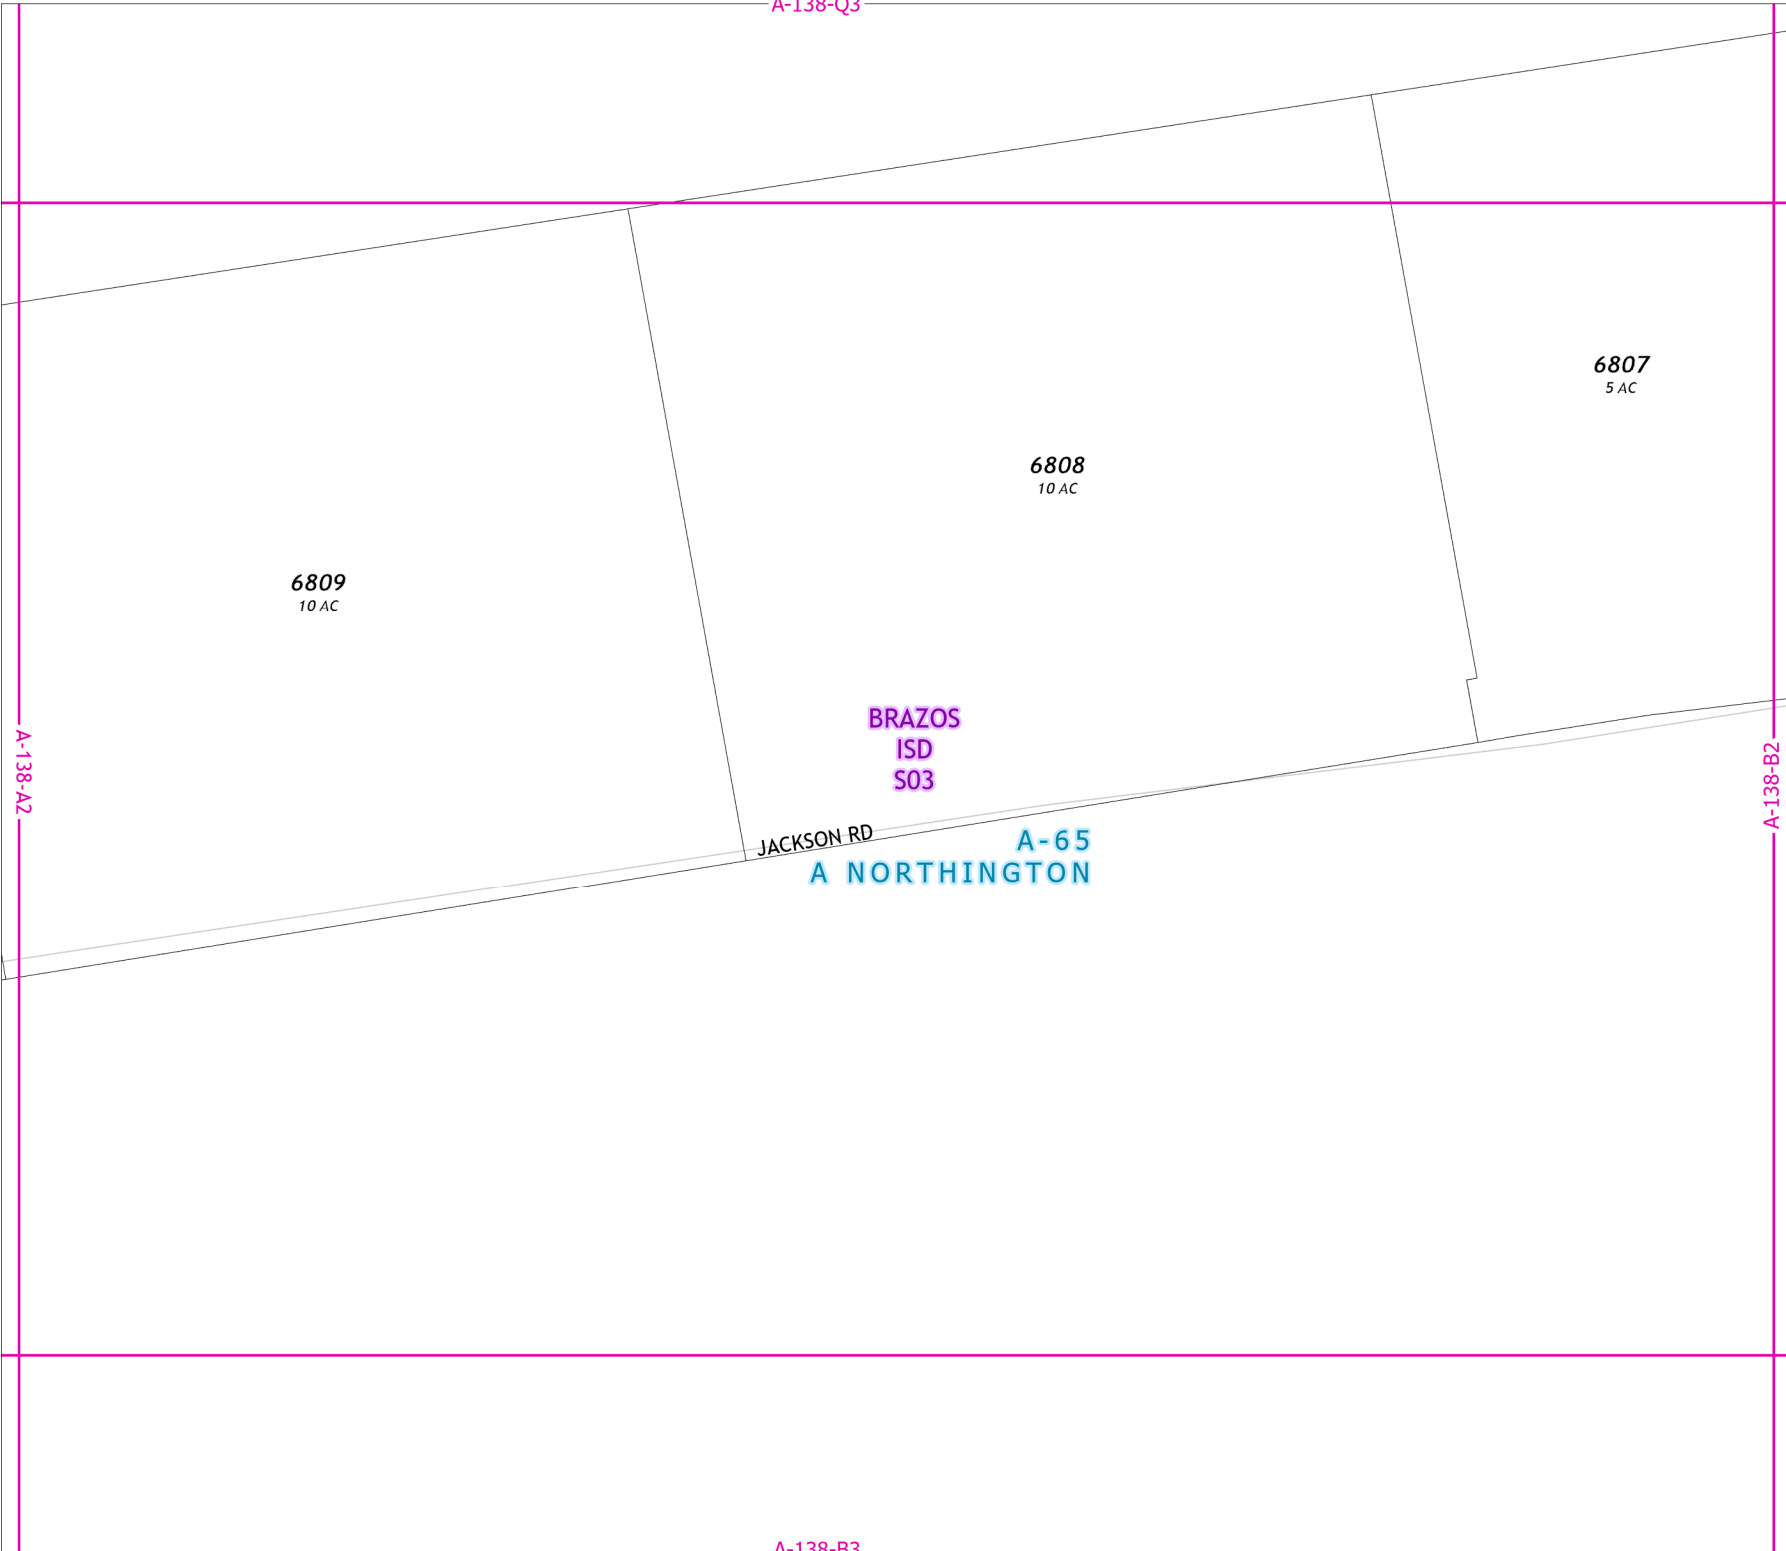 A-138-Q3
6807
5 AC
6808
10 AC
6809
10 AC
BRAZOS
ISD
S03
A-138-A2
A-138-B2
JACKSON RD
A-65
A NORTHINGTON
A-138-B3